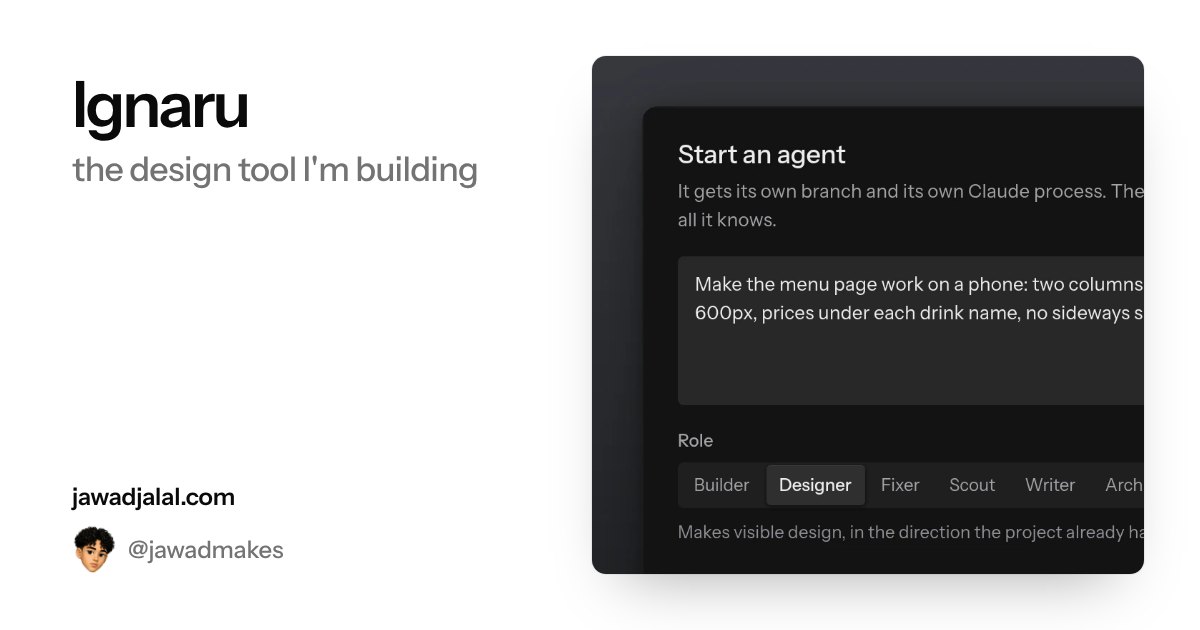 Ignaru
the design tool I'm building
jawadjalal.com
@jawadmakes
Start an agent
It gets its own branch and its own Claude process. The
all it knows.
Make the menu page work on a phone: two columns
600px, prices under each drink name, no sideways s
Role
Builder Designer Fixer Scout Writer Arch
Makes visible design, in the direction the project already ha